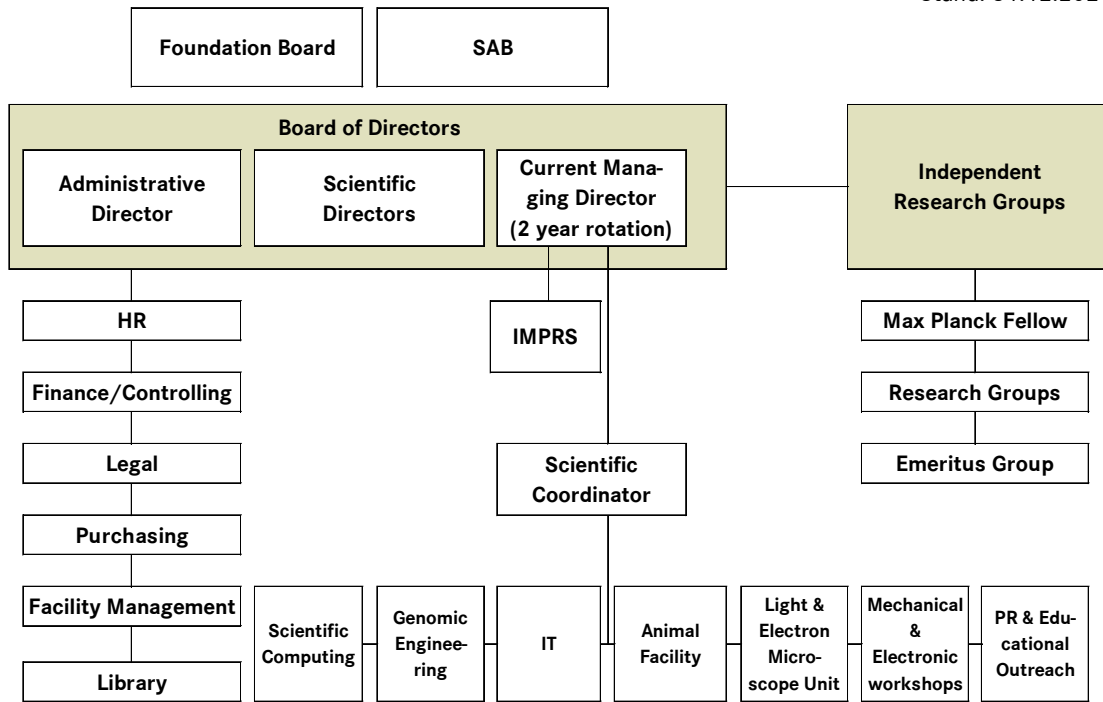 Foundation Board
SAB
Board of Directors
Administrative
Director
Scientific
Directors
Current Mana-
ging Director
(2 year rotation)
Independent
Research Groups
HR
IMPRS
Max Planck Fellow
Finance/Controlling
Research Groups
Legal
Scientific
Coordinator
Emeritus Group
Purchasing
Facility Management
Library
Scientific
Computing
Genomic
Enginee-
ring
IT
Animal
Facility
Light &
Electron
Micro-
scope Unit
Mechanical
&
Electronic
workshops
PR & Edu-
cational
Outreach